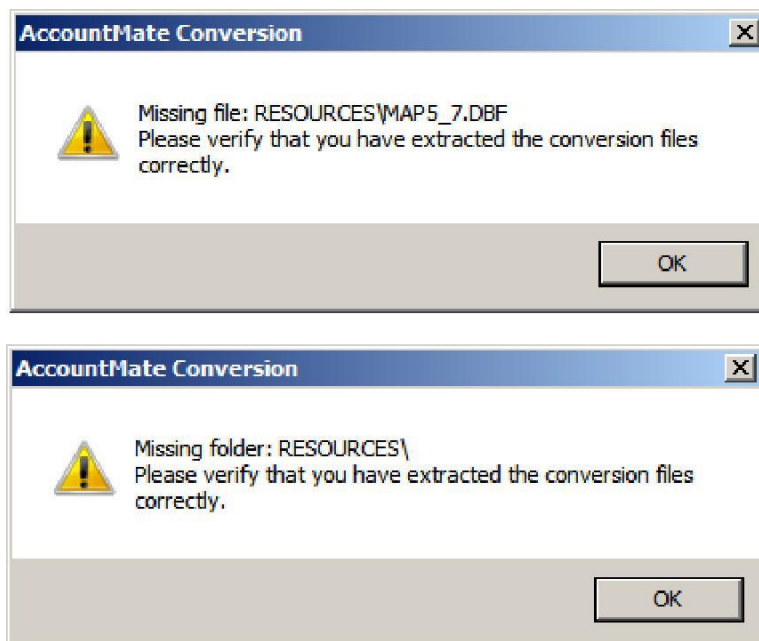 AccountMate Conversion
Missing file: RESOURCES\MAP5_7.DBF
Please verify that you have extracted the conversion files
correctly.
OK
AccountMate Conversion
Missing folder: RESOURCES\
Please verify that you have extracted the conversion files
correctly.
OK